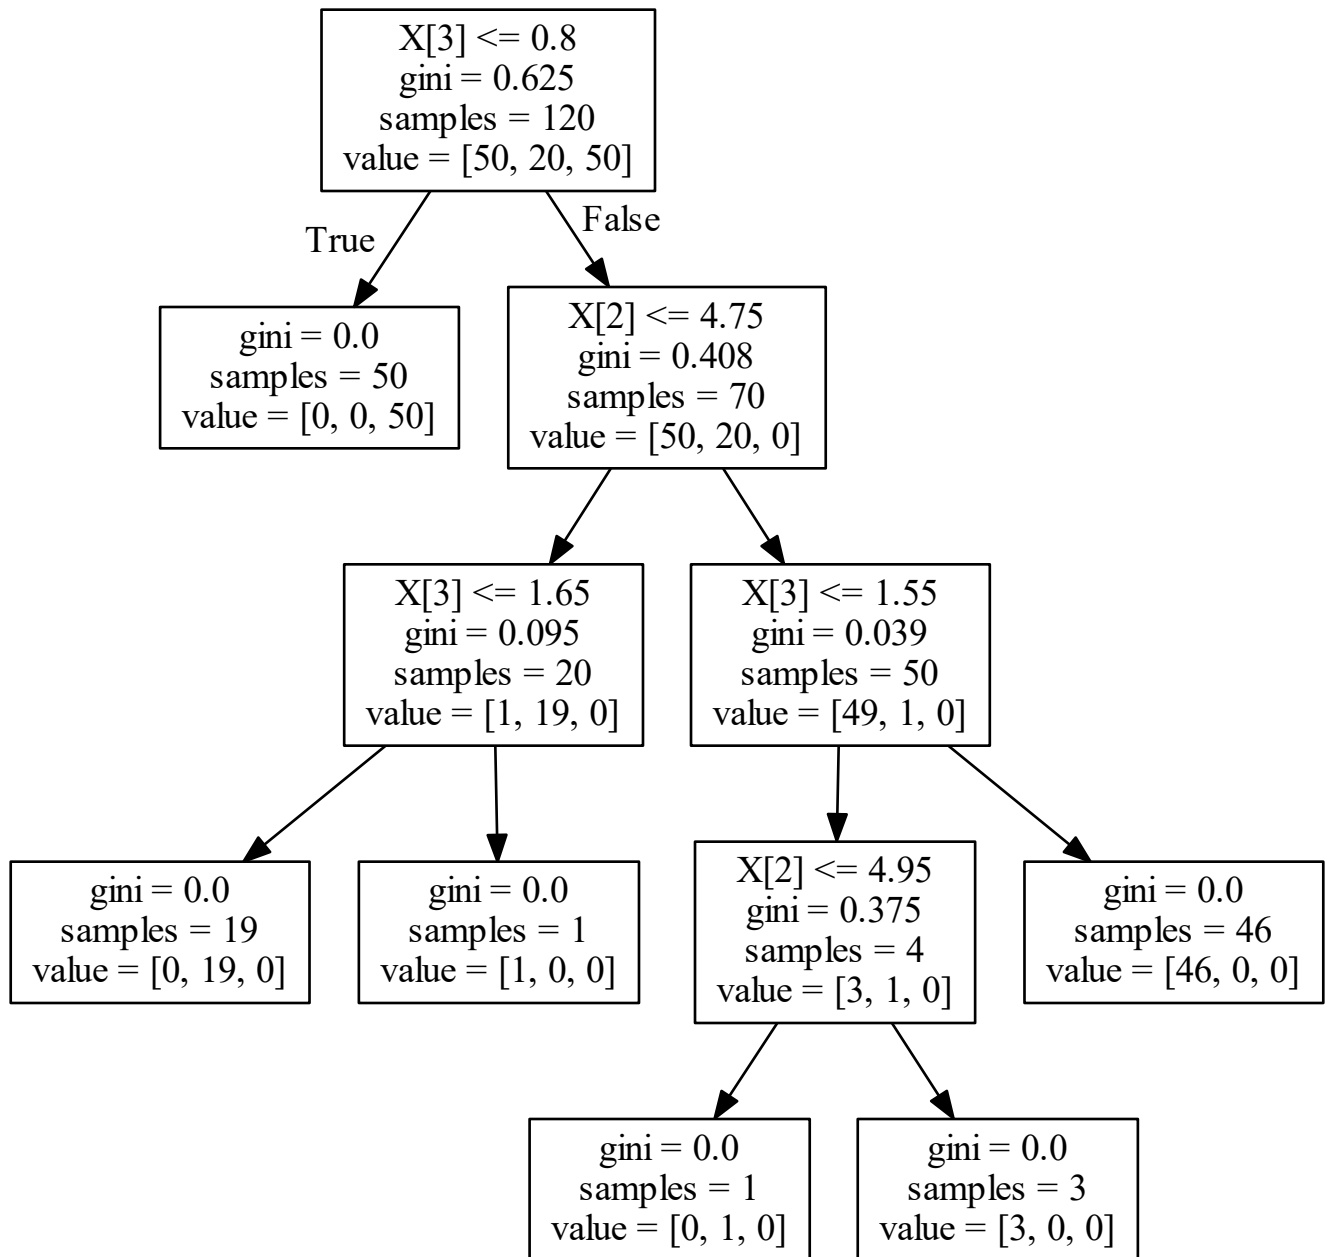 X[3] <= 0.8
gini = 0.625
samples = 120
value = [50, 20, 50]
True
False
gini = 0.0
samples = 50
value = [0, 0, 50]
X[2] <= 4.75
gini = 0.408
samples = 70
value = [50, 20, 0]
X[3] <= 1.65
gini = 0.095
samples = 20
value = [1, 19, 0]
X[3] <= 1.55
gini = 0.039
samples = 50
value = [49, 1, 0]
gini = 0.0
samples = 19
value = [0, 19, 0]
gini = 0.0
samples = 1
value = [1, 0, 0]
X[2] <= 4.95
gini = 0.375
samples = 4
value = [3, 1, 0]
gini = 0.0
samples = 46
value = [46, 0, 0]
gini = 0.0
samples = 1
value = [0, 1, 0]
gini = 0.0
samples = 3
value = [3, 0, 0]